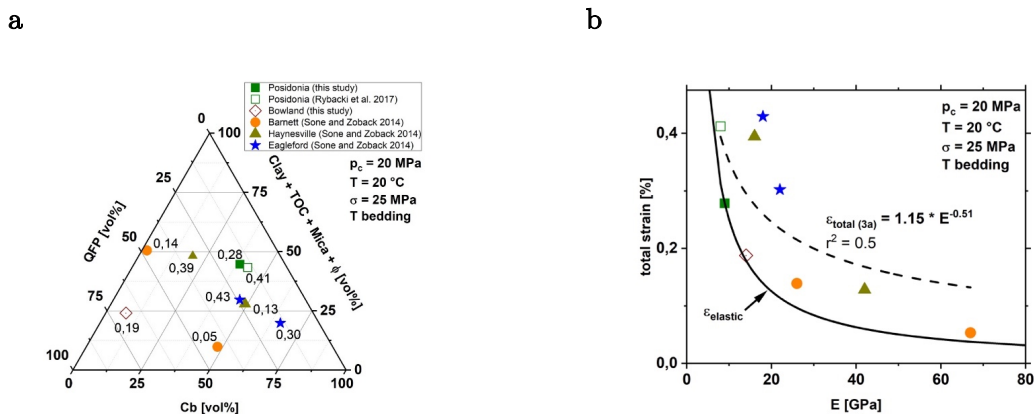 a
Posidonia (this study)
Posidonia (Rybacki et al. 2017)
Bowland (this study)
Barnett (Sone and Zoback 2014)
Haynesville (Sone and Zoback 2014)
Eagleford (Sone and Zoback 2014)
pc = 20 MPa
T = 20 °C
σ = 25 MPa
T bedding
0
25
50
75
100
QFP [vol%]
100
75
50
25
0
Clay + TOC + Mica + ϕ [vol%]
0,14
0,39
0,28
0,41
0,43
0,13
0,19
0,05
0,30
0
25
50
75
100
Cb [vol%]
b
total strain [%]
0,4
0,2
0,0
pc = 20 MPa
T = 20 °C
σ = 25 MPa
T bedding
εtotal (3a) = 1.15 * E-0.51
r2 = 0.5
εelastic
0
20
40
60
80
E [GPa]